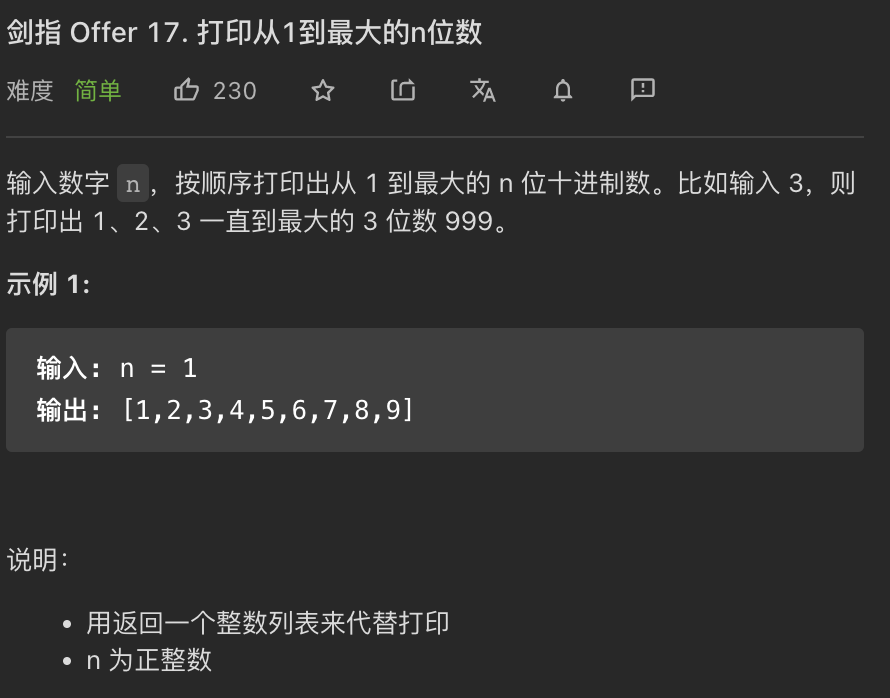 剑指 Offer 17. 打印从1到最大的n位数
难度 简单 230 文A
输入数字 n，按顺序打印出从 1 到最大的 n 位十进制数。比如输入 3，则
打印出 1、2、3 一直到最大的 3 位数 999。
示例 1:
输入: n = 1
输出: [1,2,3,4,5,6,7,8,9]
说明：
• 用返回一个整数列表来代替打印
• n 为正整数